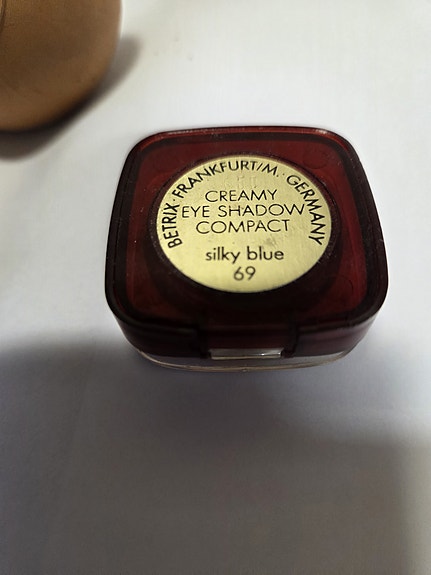 BETRIX·FRANKFURT/M.·GERMANY
CREAMY
EYE SHADOW
COMPACT
silky blue
69